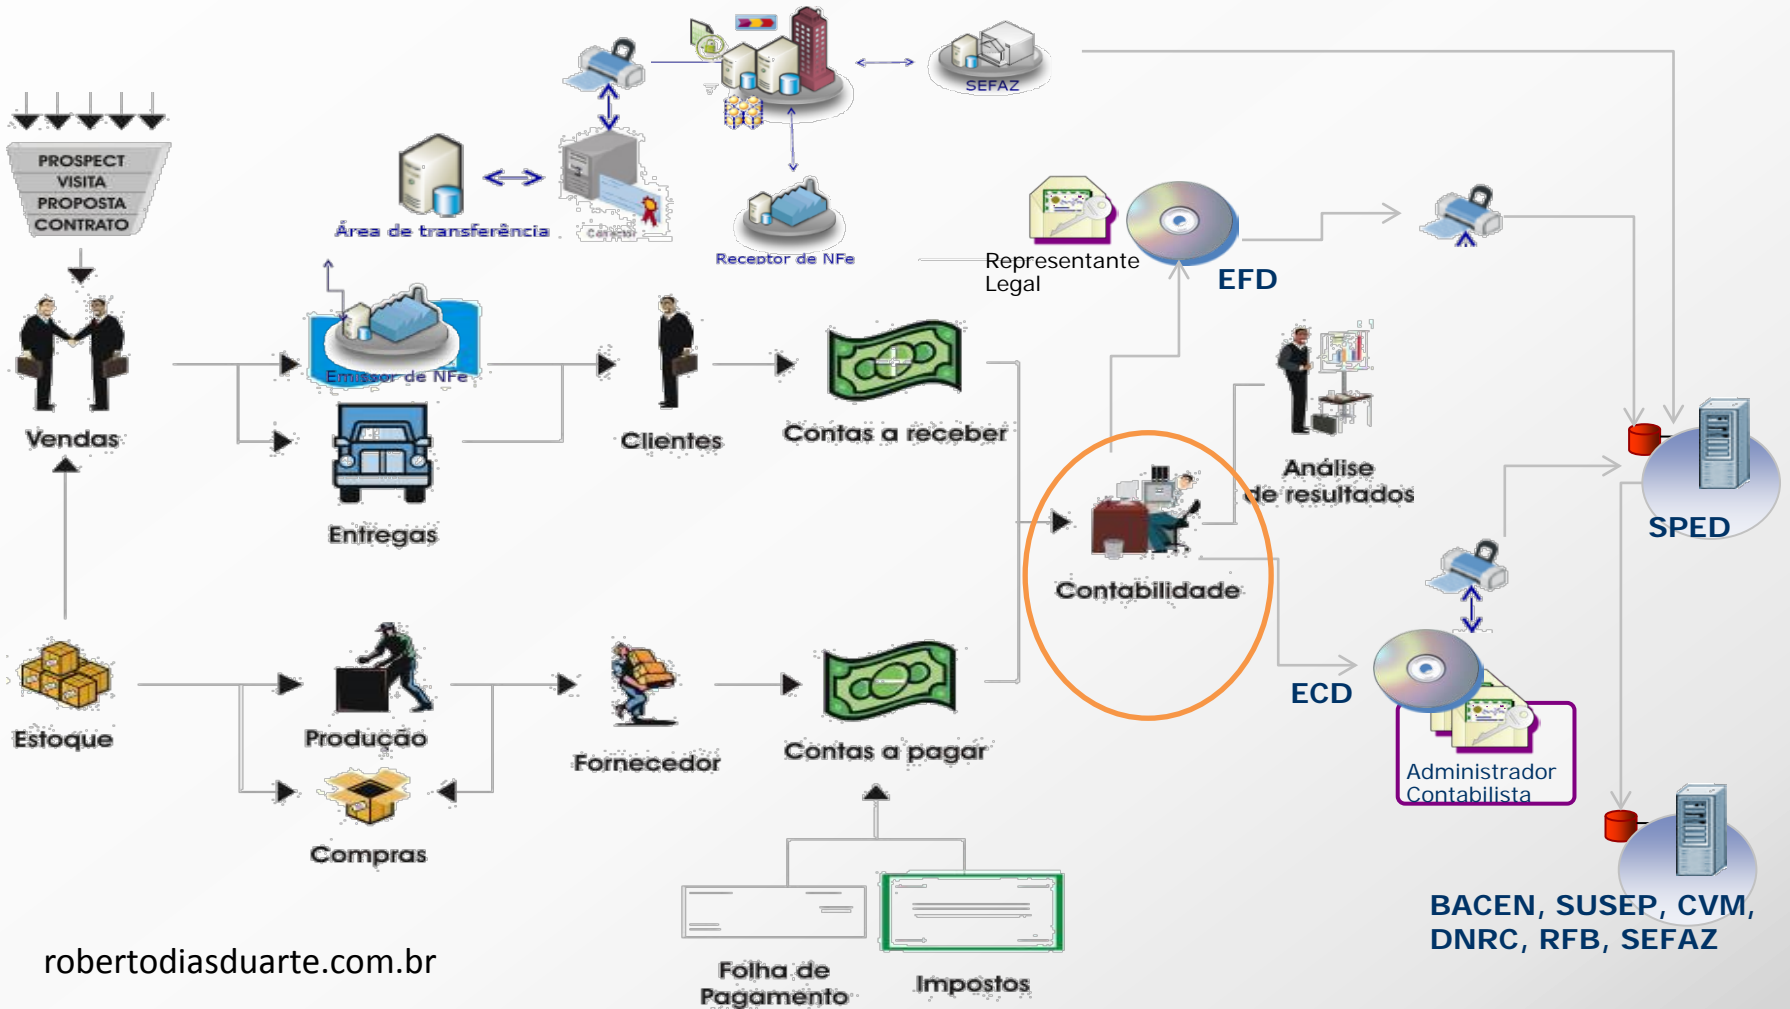 SEFAZ
PROSPECT
VISITA
PROPOSTA
CONTRATO
Área de transferência
Receptor de NFe
Representante
Legal
EFD
Emissor de NFe
Vendas
Entregas
Clientes
Contas a receber
Análise
de resultados
SPED
Contabilidade
ECD
Estoque
Produção
Compras
Fornecedor
Contas a pagar
Administrador
Contabilista
BACEN, SUSEP, CVM,
DNRC, RFB, SEFAZ
robertodiasduarte.com.br
Folha de
Pagamento
Impostos